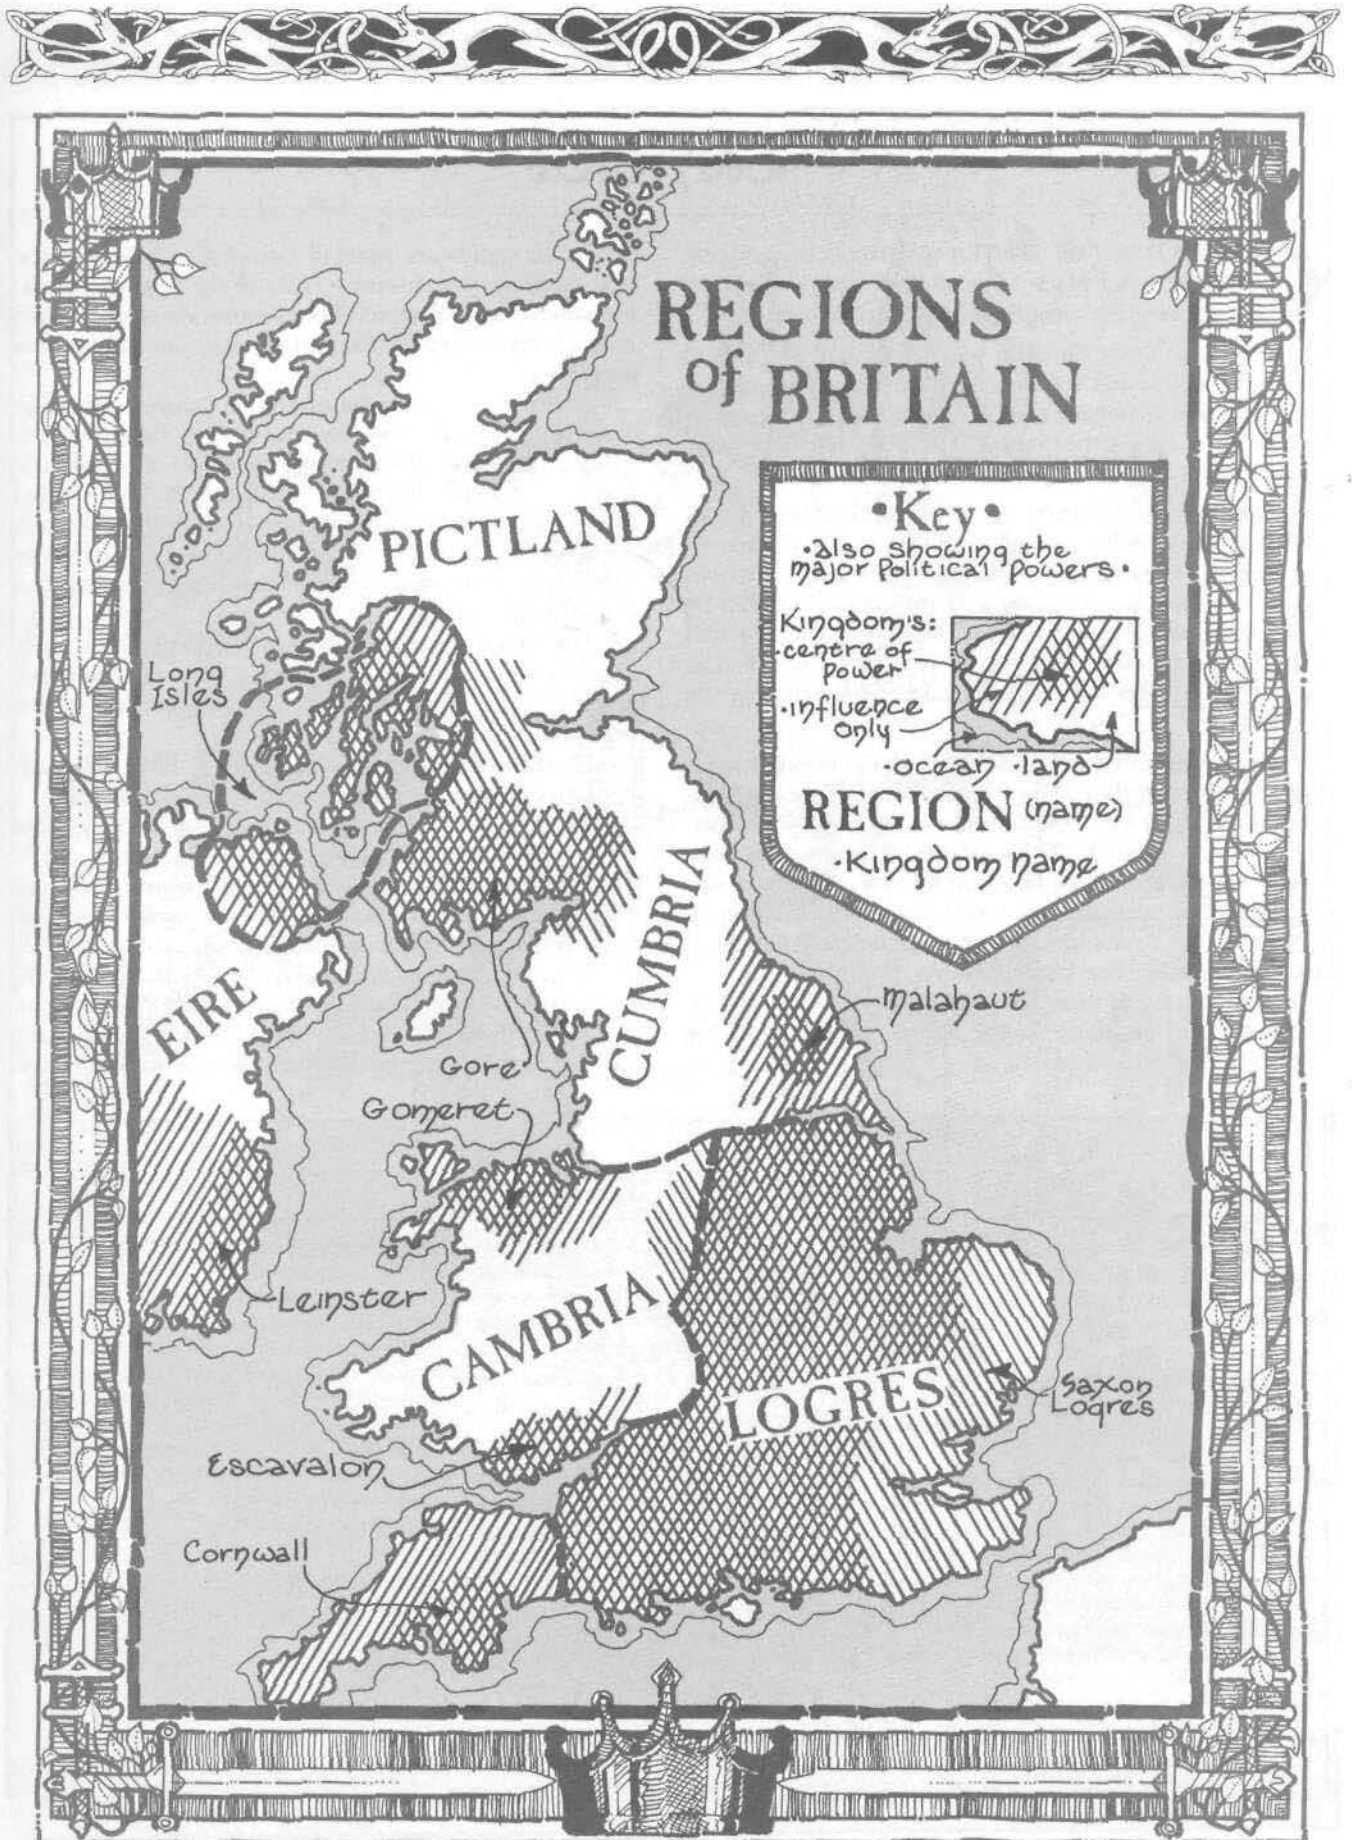 REGIONS
of BRITAIN
•Key•
•Also showing the
major Political Powers•
Kingdom's:
•centre of
Power
•influence
Only
•ocean •land
REGION (name)
•Kingdom name
PICTLAND
Long
Isles
CUMBRIA
EIRE
Malahaut
Gore
Gomeret
Leinster
CAMBRIA
LOGRES
Saxon
Logres
Escavalon
Cornwall